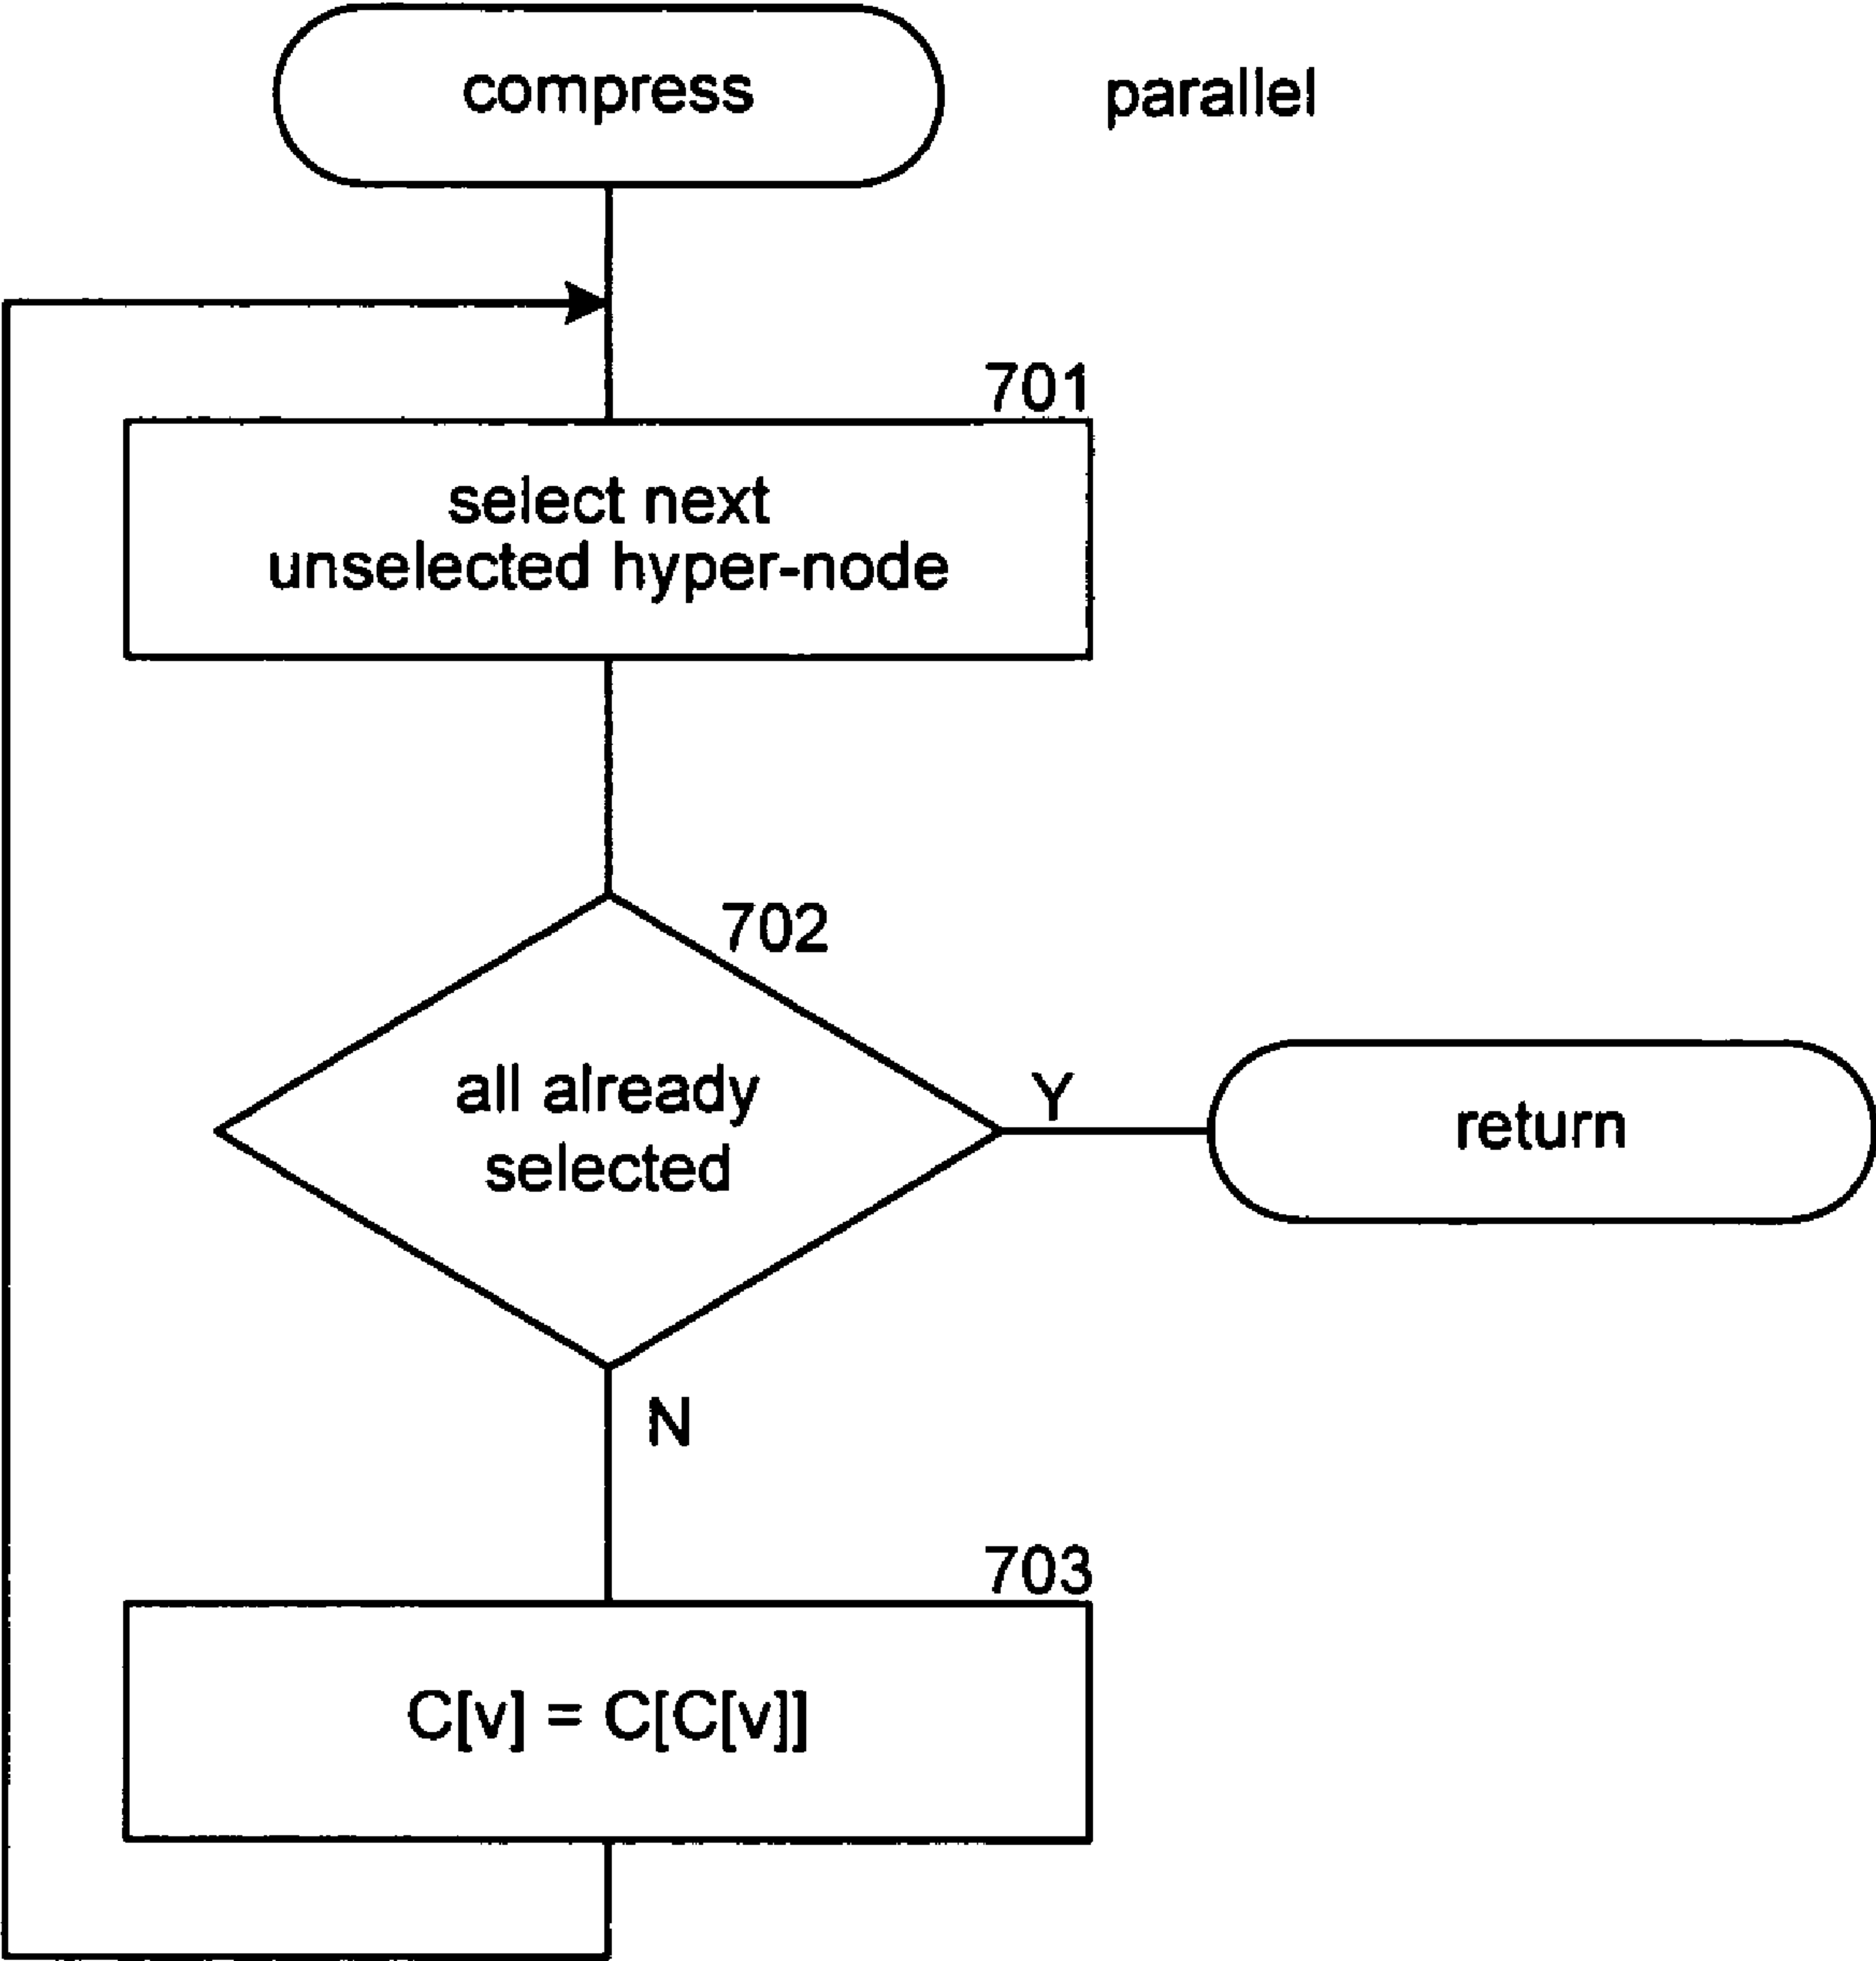 compress
parallel
701
select next
unselected hyper-node
702
all already
selected
Y
return
N
703
C[v] = C[C[v]]